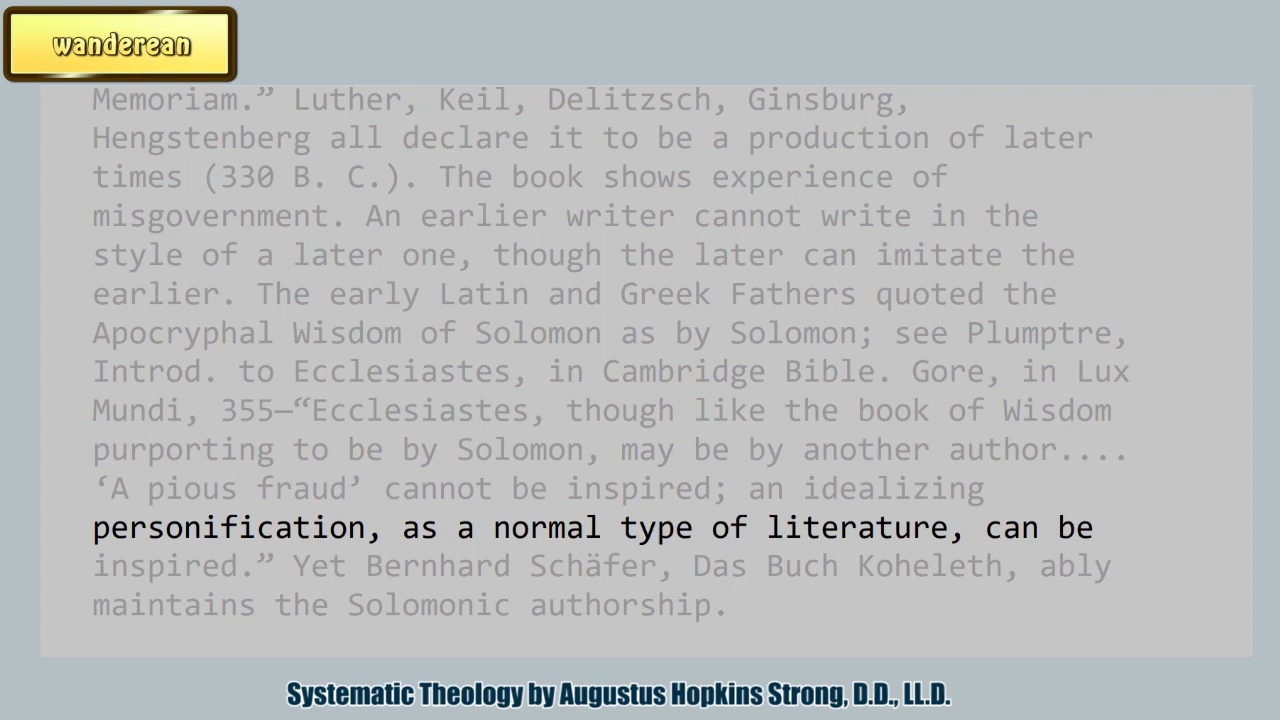 wanderean
Memoriam.” Luther, Keil, Delitzsch, Ginsburg,
Hengstenberg all declare it to be a production of later
times (330 B. C.). The book shows experience of
misgovernment. An earlier writer cannot write in the
style of a later one, though the later can imitate the
earlier. The early Latin and Greek Fathers quoted the
Apocryphal Wisdom of Solomon as by Solomon; see Plumptre,
Introd. to Ecclesiastes, in Cambridge Bible. Gore, in Lux
Mundi, 355—“Ecclesiastes, though like the book of Wisdom
purporting to be by Solomon, may be by another author....
‘A pious fraud’ cannot be inspired; an idealizing
personification, as a normal type of literature, can be
inspired.” Yet Bernhard Schäfer, Das Buch Koheleth, ably
maintains the Solomonic authorship.
Systematic Theology by Augustus Hopkins Strong, D.D., LL.D.